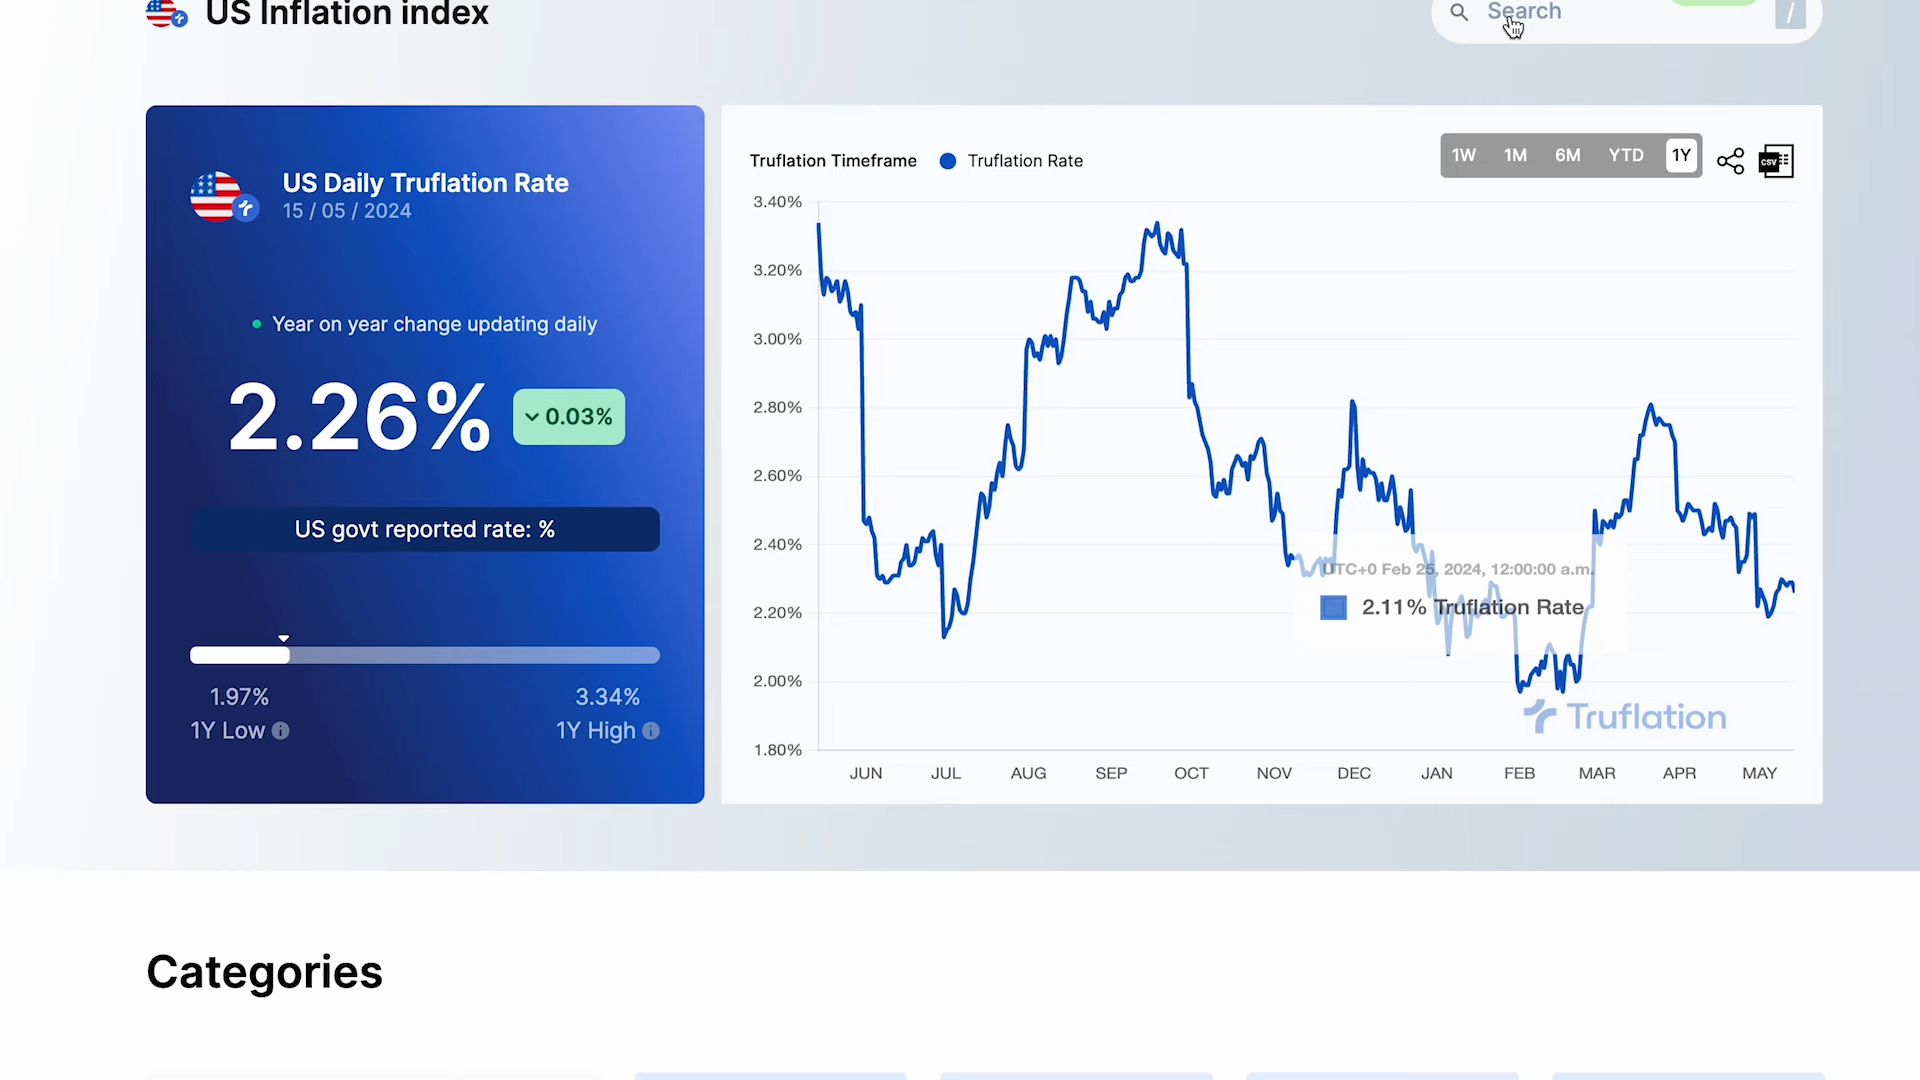 US Inflation index
Search
/
US Daily Truflation Rate
15 / 05 / 2024
Year on year change updating daily
2.26%
0.03%
US govt reported rate: %
1.97%
3.34%
1Y Low
1Y High
Truflation Timeframe
Truflation Rate
1W
1M
6M
YTD
1Y
CSV
3.40%
3.20%
3.00%
2.80%
2.60%
2.40%
2.20%
2.00%
1.80%
UTC+0 Feb 25, 2024, 12:00:00 a.m.
2.11% Truflation Rate
Truflation
JUN
JUL
AUG
SEP
OCT
NOV
DEC
JAN
FEB
MAR
APR
MAY
Categories